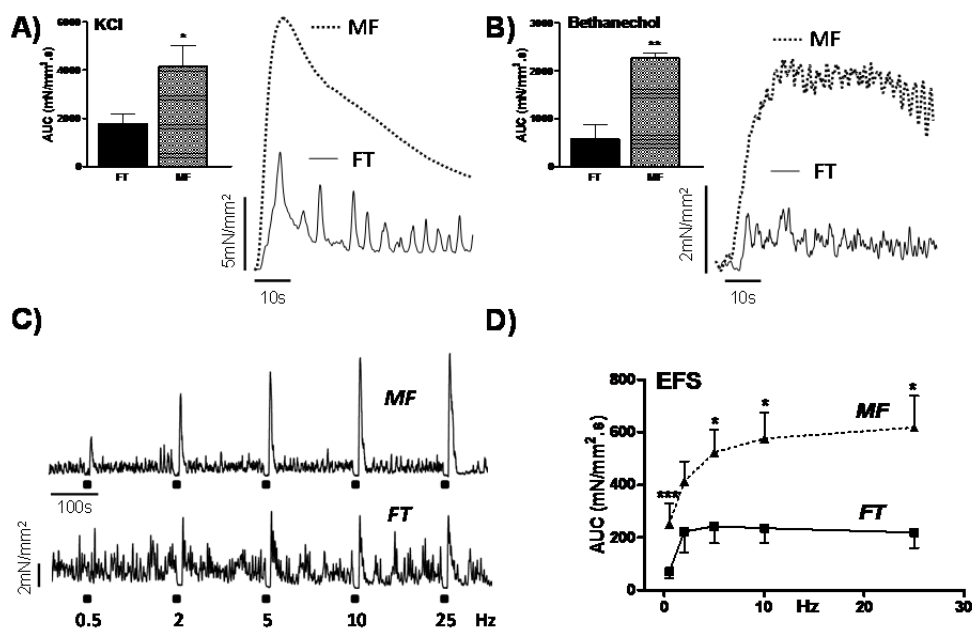 A)
KCl
AUC (mN/mm².s)
6000
4000
2000
0
*
FT
MF
MF
FT
5mN/mm²
10s
B)
Bethanechol
AUC (mN/mm².s)
3000
2000
1000
0
**
FT
MF
MF
FT
2mN/mm²
10s
C)
MF
100s
FT
2mN/mm²
0.5 2 5 10 25 Hz
D)
EFS
AUC (mN/mm².s)
800
600
400
200
0
***
*
*
*
MF
FT
0 10 Hz 20 30